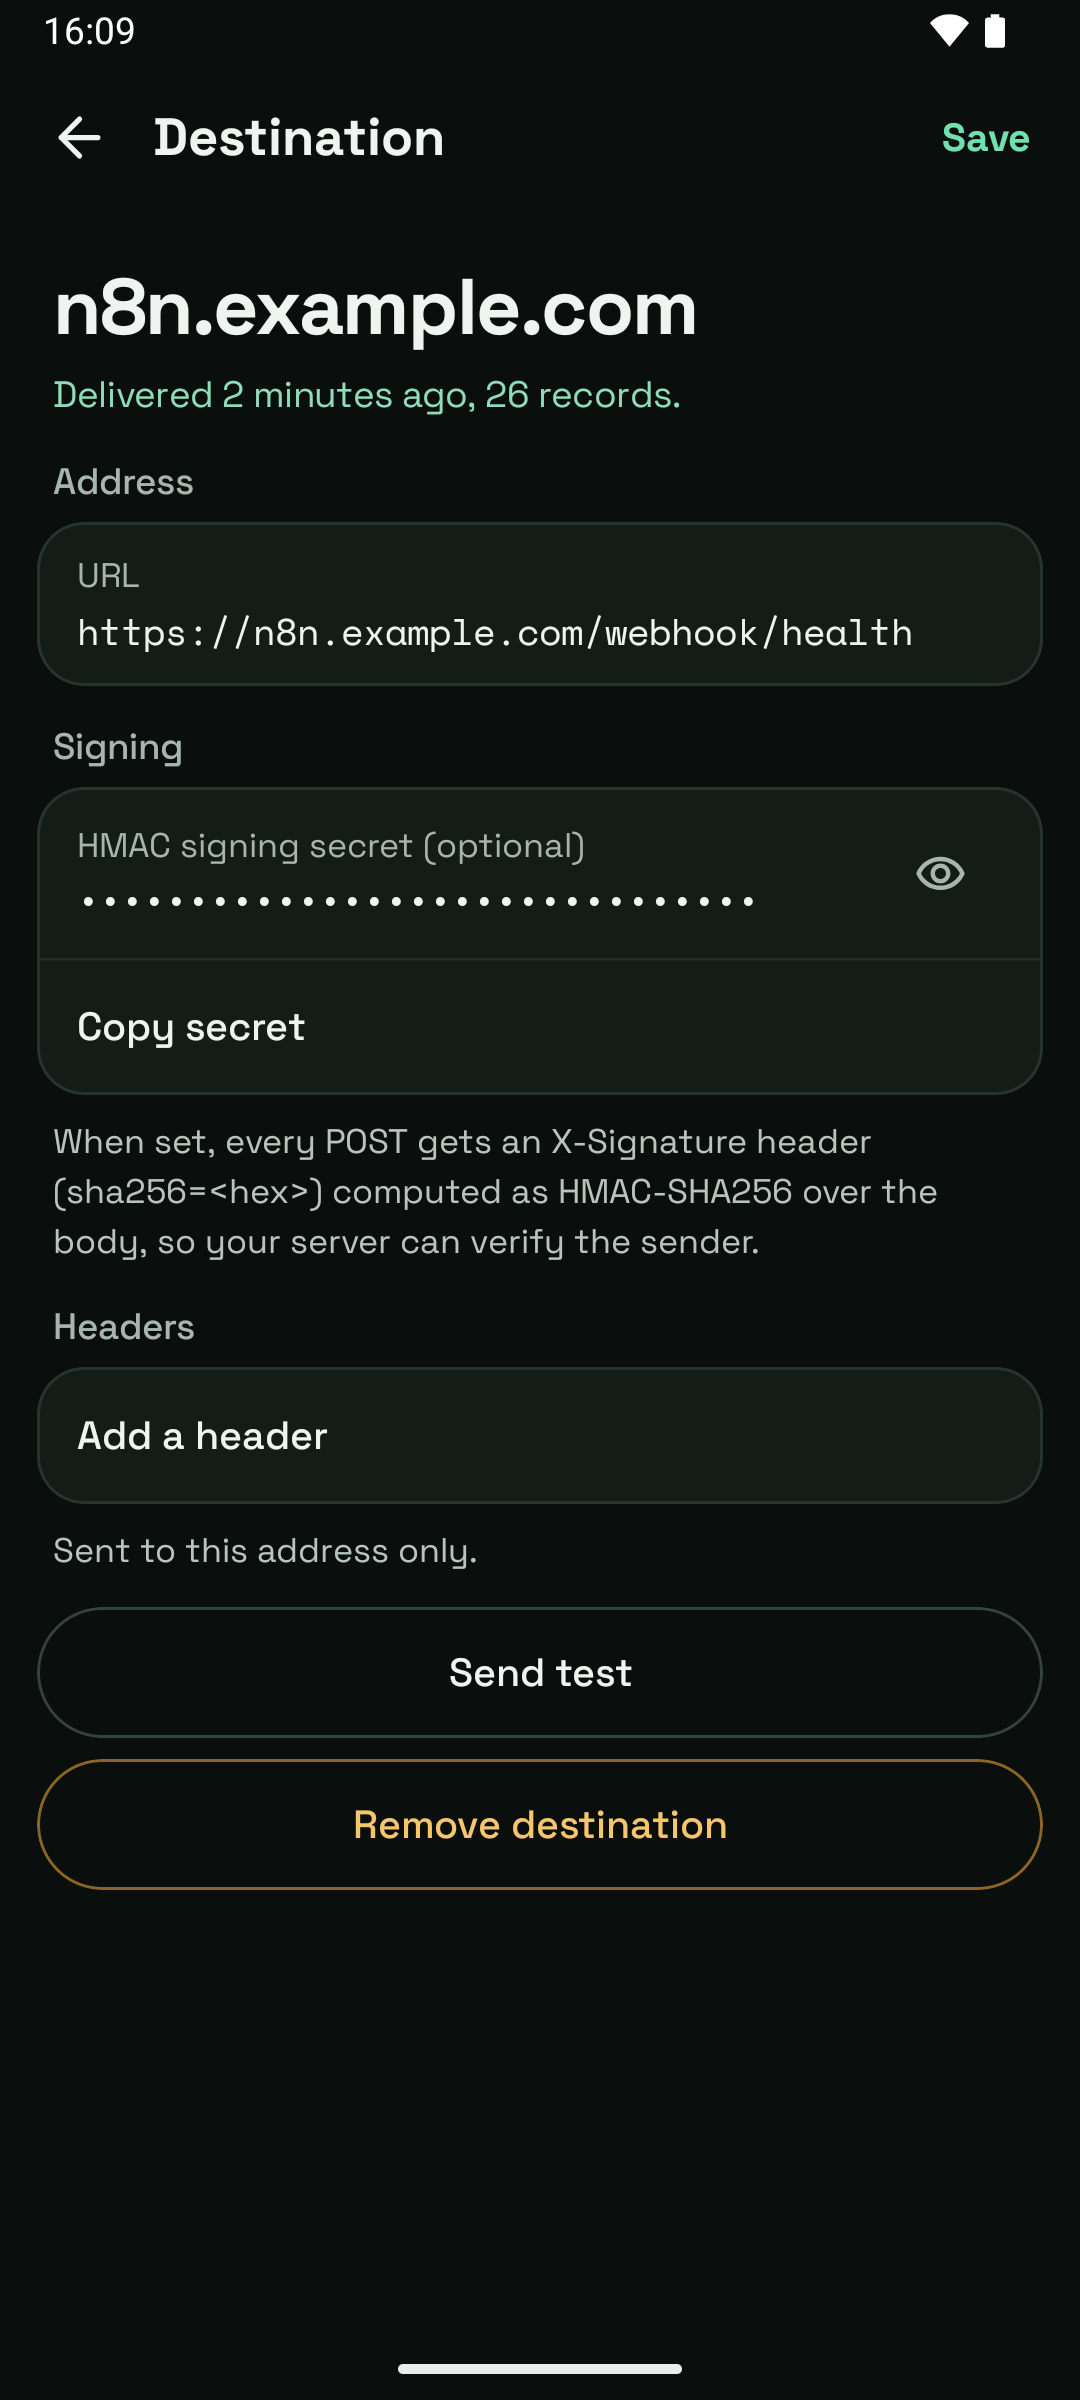 16:09
Destination
Save
n8n.example.com
Delivered 2 minutes ago, 26 records.
Address
URL
https://n8n.example.com/webhook/health
Signing
HMAC signing secret (optional)
•••••••••••••••••••••••••••••••
Copy secret
When set, every POST gets an X-Signature header
(sha256=<hex>) computed as HMAC-SHA256 over the
body, so your server can verify the sender.
Headers
Add a header
Sent to this address only.
Send test
Remove destination